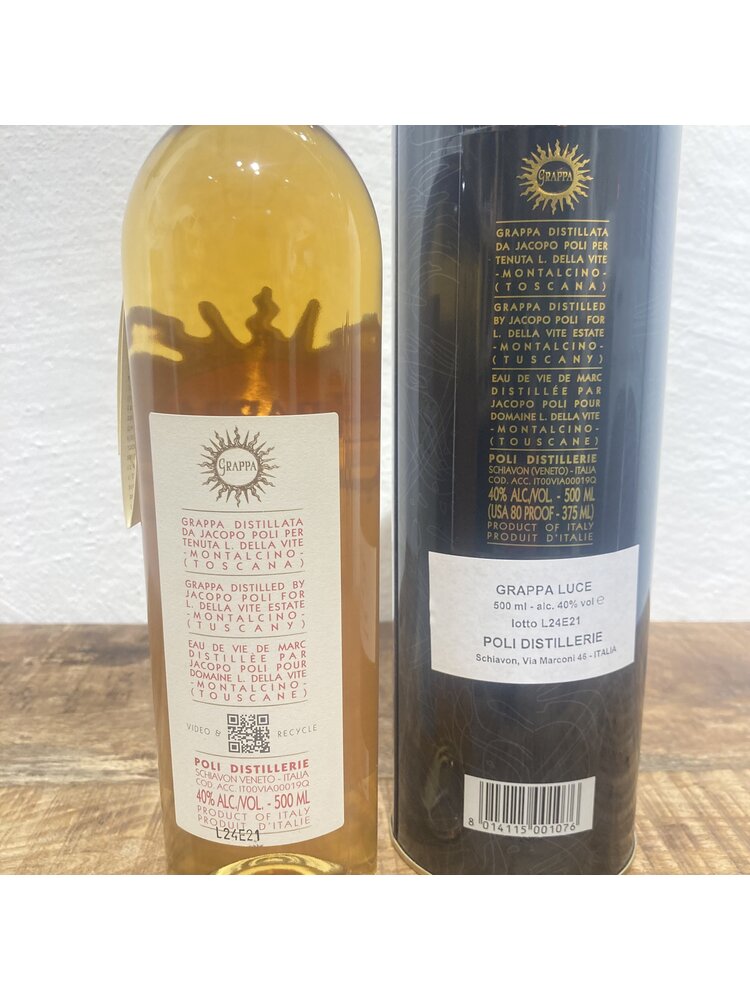 GRAPPA
GRAPPA DISTILLATA
DA JACOPO POLI PER
TENUTA L. DELLA VITE
-MONTALCINO-
(TOSCANA)
GRAPPA DISTILLED BY
JACOPO POLI FOR
L. DELLA VITE ESTATE
-MONTALCINO-
(TUSCANY)
EAU DE VIE DE MARC
DISTILLÉE PAR
JACOPO POLI POUR
DOMAINE L. DELLA VITE
-MONTALCINO-
(TOUSCANE)
VIDEO & RECYCLE
POLI DISTILLERIE
SCHIAVON VENETO - ITALIA
COD. ACC. IT00VIA00019Q
40% ALC./VOL. - 500 ML
PRODUCT OF ITALY
PRODUIT D'ITALIE
L24E21
GRAPPA
GRAPPA DISTILLATA
DA JACOPO POLI PER
TENUTA L. DELLA VITE
-MONTALCINO-
(TOSCANA)
GRAPPA DISTILLED
BY JACOPO POLI FOR
L. DELLA VITE ESTATE
-MONTALCINO-
(TUSCANY)
EAU DE VIE DE MARC
DISTILLÉE PAR
JACOPO POLI POUR
DOMAINE L. DELLA VITE
-MONTALCINO-
(TOUSCANE)
POLI DISTILLERIE
SCHIAVON (VENETO) - ITALIA
COD. ACC. IT00VIA00019Q
40% ALC./VOL. - 500 ML
(USA 80 PROOF - 375 ML)
PRODUCT OF ITALY
PRODUIT D'ITALIE
GRAPPA LUCE
500 ml - alc. 40% vol ℮
lotto L24E21
POLI DISTILLERIE
Schiavon, Via Marconi 46 - ITALIA
8 014115 001076